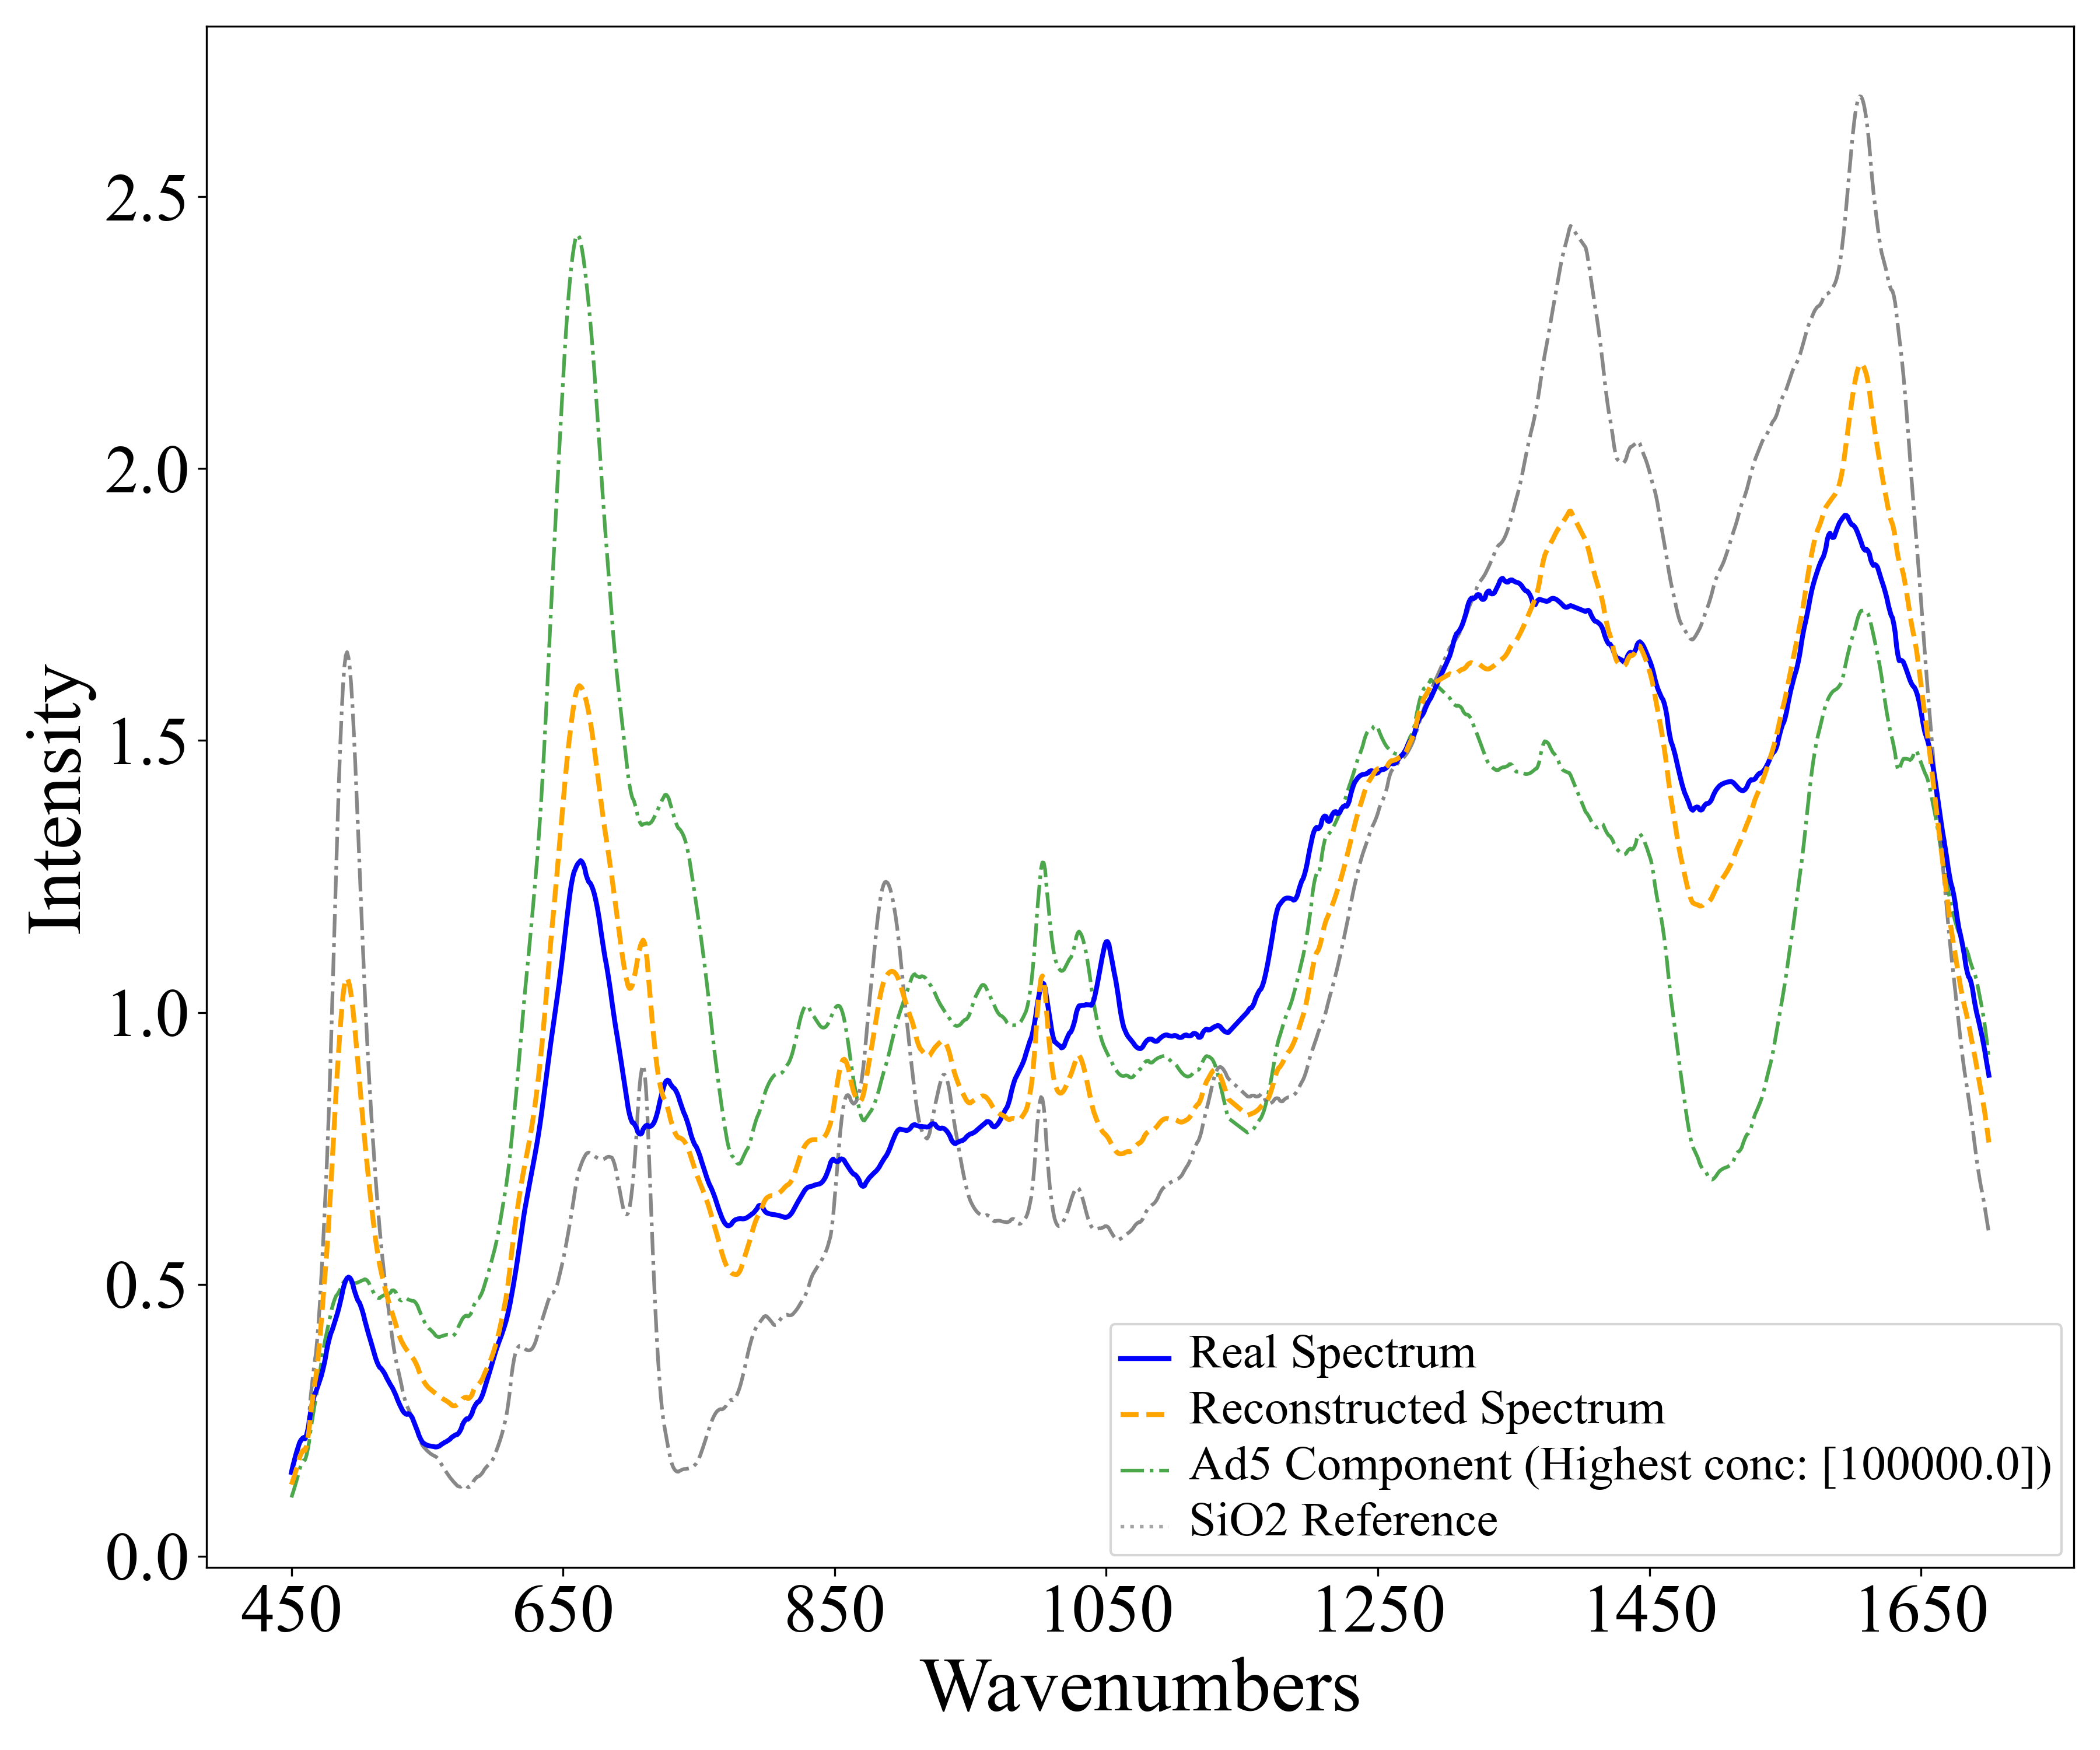 2.5
2.0
1.5
1.0
0.5
0.0
Intensity
450 650 850 1050 1250 1450 1650
Wavenumbers
Real Spectrum
Reconstructed Spectrum
Ad5 Component (Highest conc: [100000.0])
SiO2 Reference